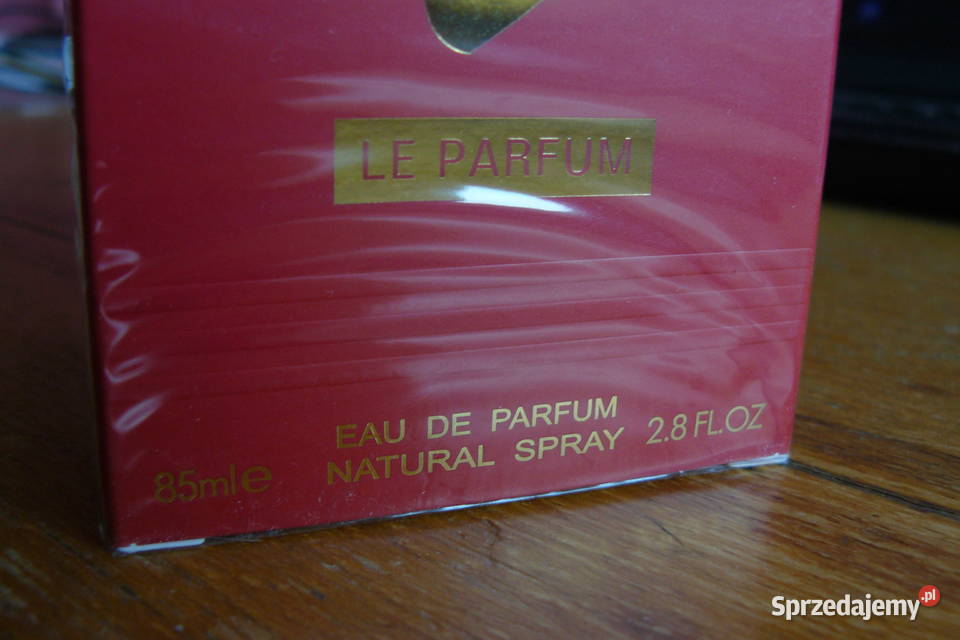 LE PARFUM
EAU DE PARFUM
NATURAL SPRAY
85ml e
2.8 FL.OZ
Sprzedajemy.pl